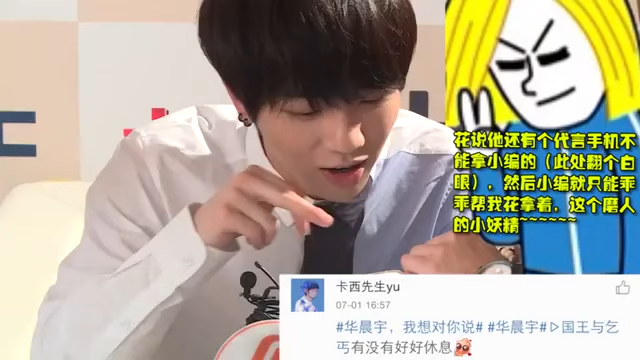 花说他还有个代言手机不
能拿小编的（此处翻个白
眼），然后小编就只能乖
乖帮我花拿着，这个磨人
的小妖精~~~~~~
卡西先生yu
07-01 16:57
#华晨宇，我想对你说# #华晨宇#▷国王与乞
丐有没有好好休息